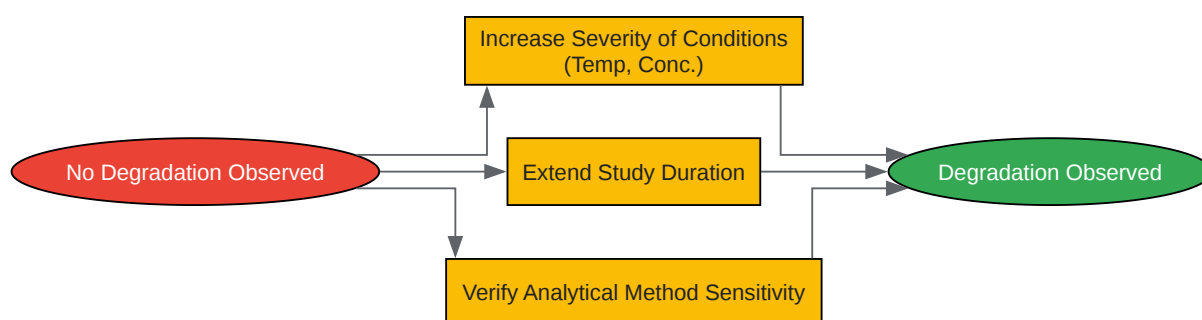 Increase Severity of Conditions
(Temp, Conc.)
No Degradation Observed
Extend Study Duration
Degradation Observed
Verify Analytical Method Sensitivity